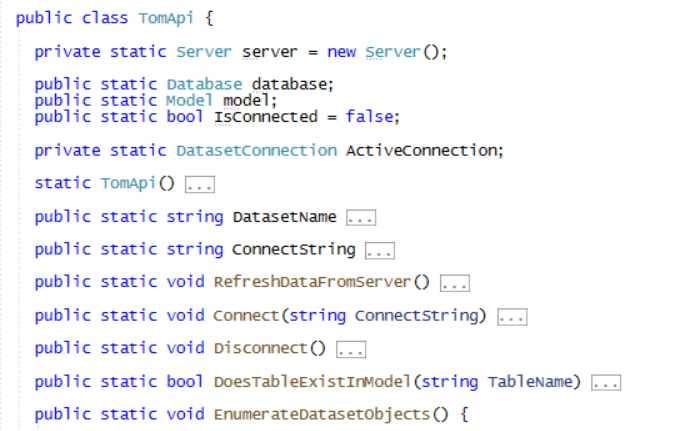 public class TomApi {
private static Server server = new Server();
public static Database database;
public static Model model;
public static bool IsConnected = false;
private static DatasetConnection ActiveConnection;
static TomApi() ...
public static string DatasetName ...
public static string ConnectString ...
public static void RefreshDataFromServer() ...
public static void Connect(string ConnectString) ...
public static void Disconnect() ...
public static bool DoesTableExistInModel(string TableName) ...
public static void EnumerateDatasetObjects() {